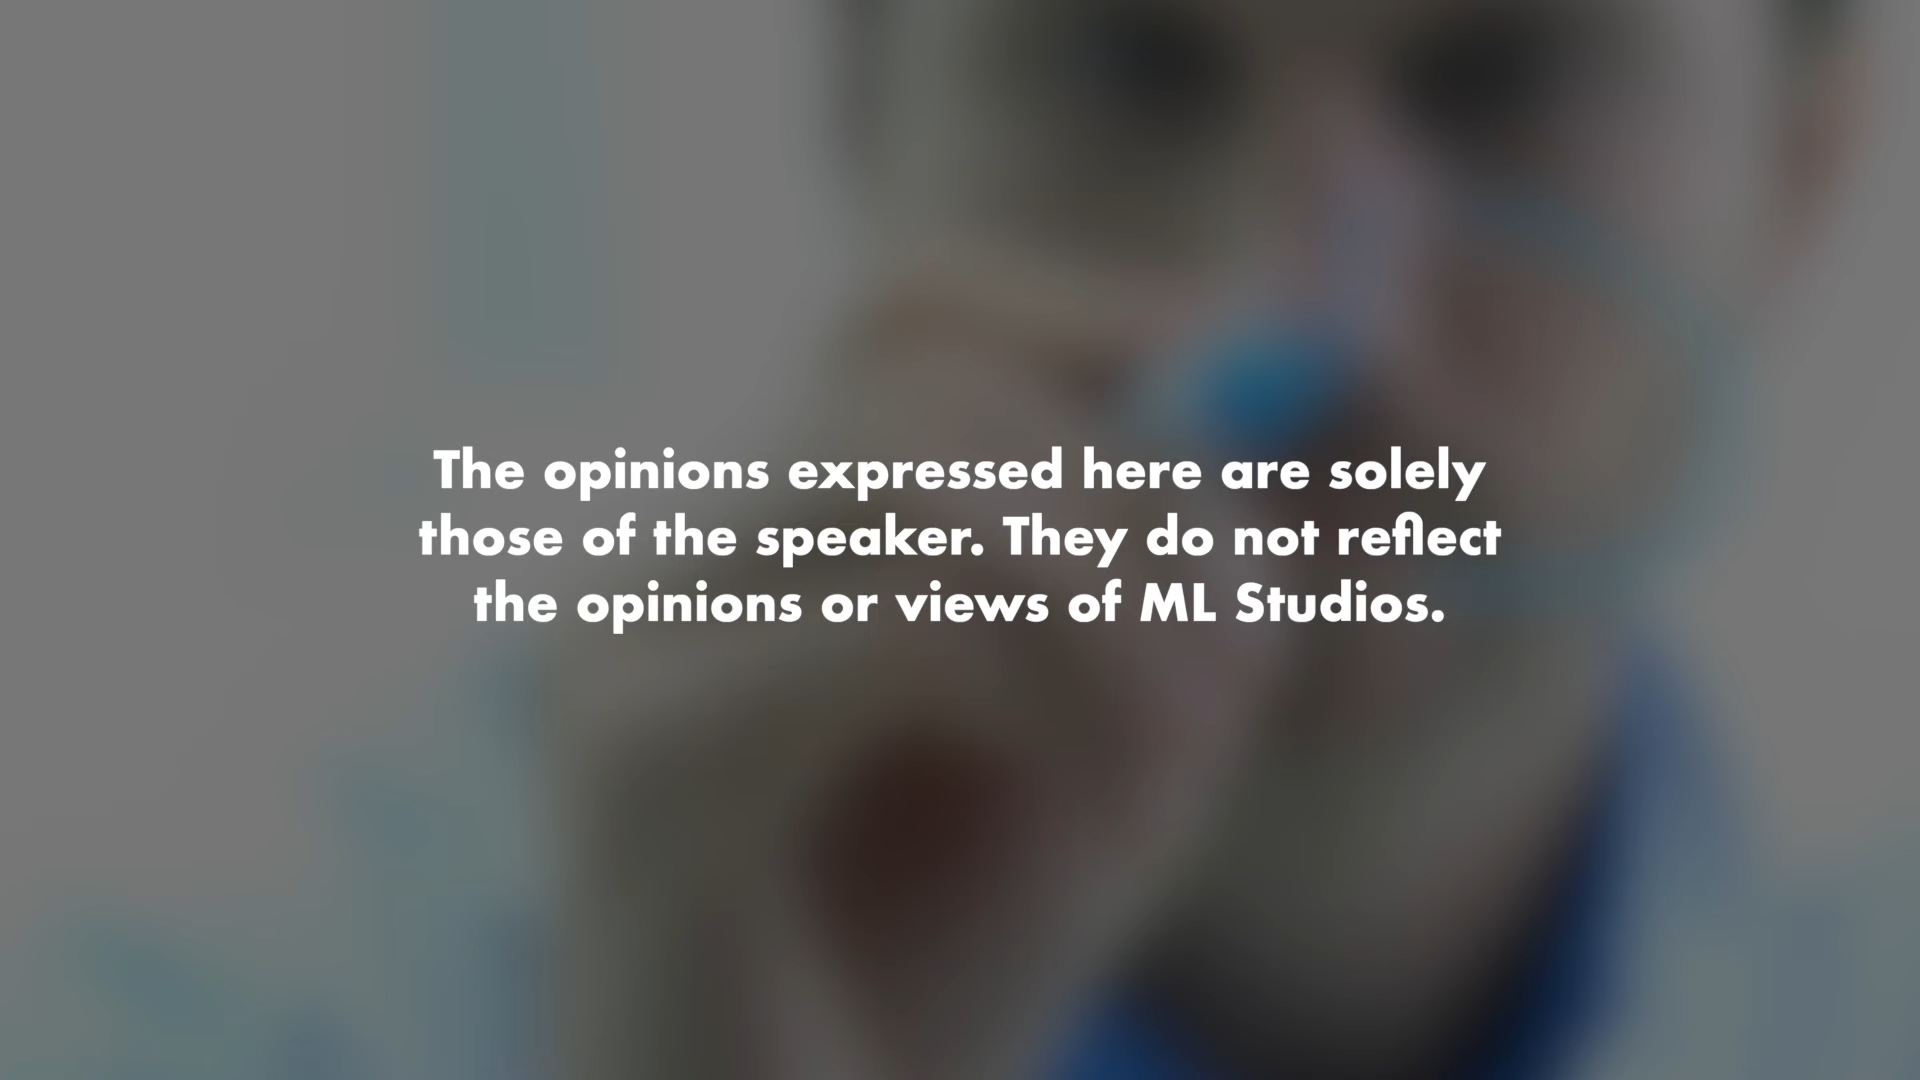 The opinions expressed here are solely
those of the speaker. They do not reflect
the opinions or views of ML Studios.